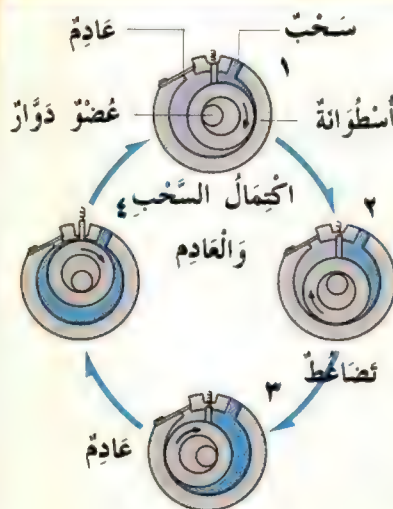 سَحْبٌ
عَادِمٌ
١
أُسْطُوَانَةٌ
عُضْوٌ دَوَّارٌ
٢
اكْتِمَالُ السَّحْبِ ٤
وَالْعَادِم
تَضَاغُطٌ
٣
عَادِمٌ